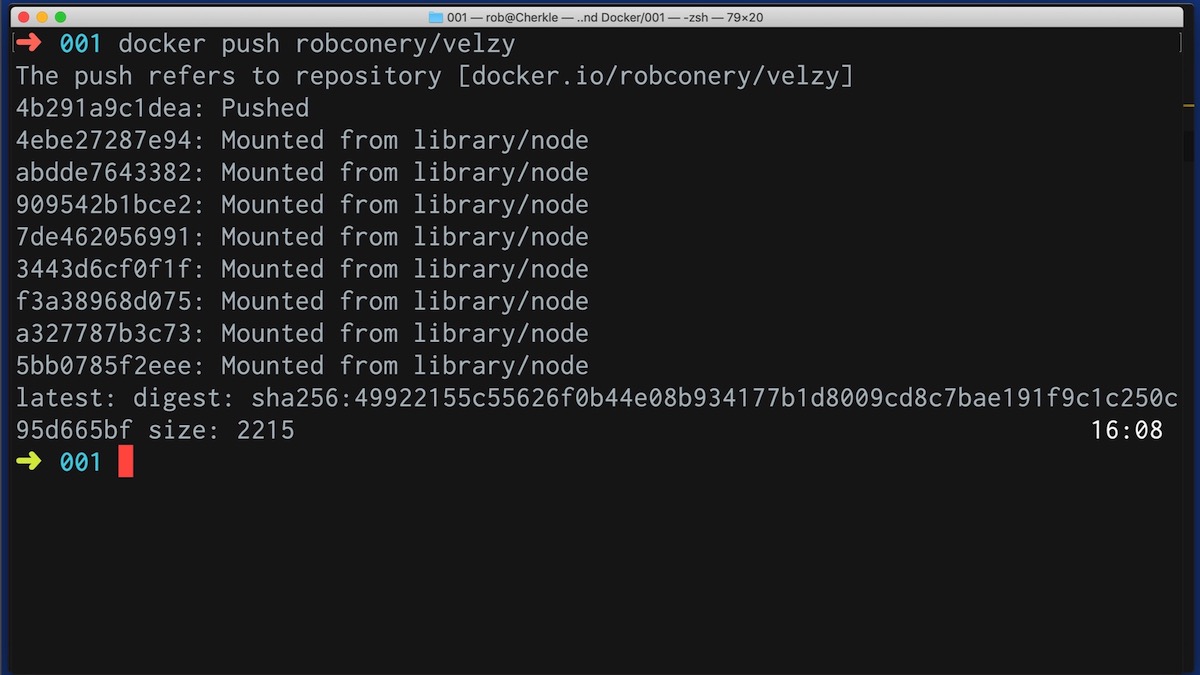 001 — rob@Cherkle — ..nd Docker/001 — -zsh — 79×20
➜ 001 docker push robconery/velzy
The push refers to repository [docker.io/robconery/velzy]
4b291a9c1dea: Pushed
4ebe27287e94: Mounted from library/node
abdde7643382: Mounted from library/node
909542b1bce2: Mounted from library/node
7de462056991: Mounted from library/node
3443d6cf0f1f: Mounted from library/node
f3a38968d075: Mounted from library/node
a327787b3c73: Mounted from library/node
5bb0785f2eee: Mounted from library/node
latest: digest: sha256:49922155c55626f0b44e08b934177b1d8009cd8c7bae191f9c1c250c
95d665bf size: 2215 16:08
➜ 001